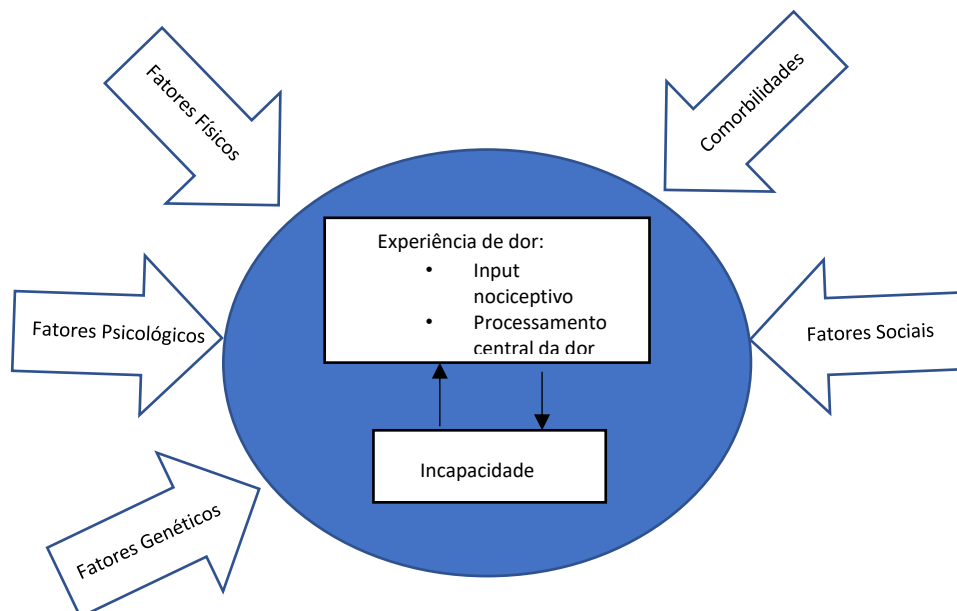 Fatores Físicos
Comorbilidades
Experiência de dor:
• Input
nociceptivo
• Processamento
central da dor
Fatores Psicológicos
Fatores Sociais
Incapacidade
Fatores Genéticos